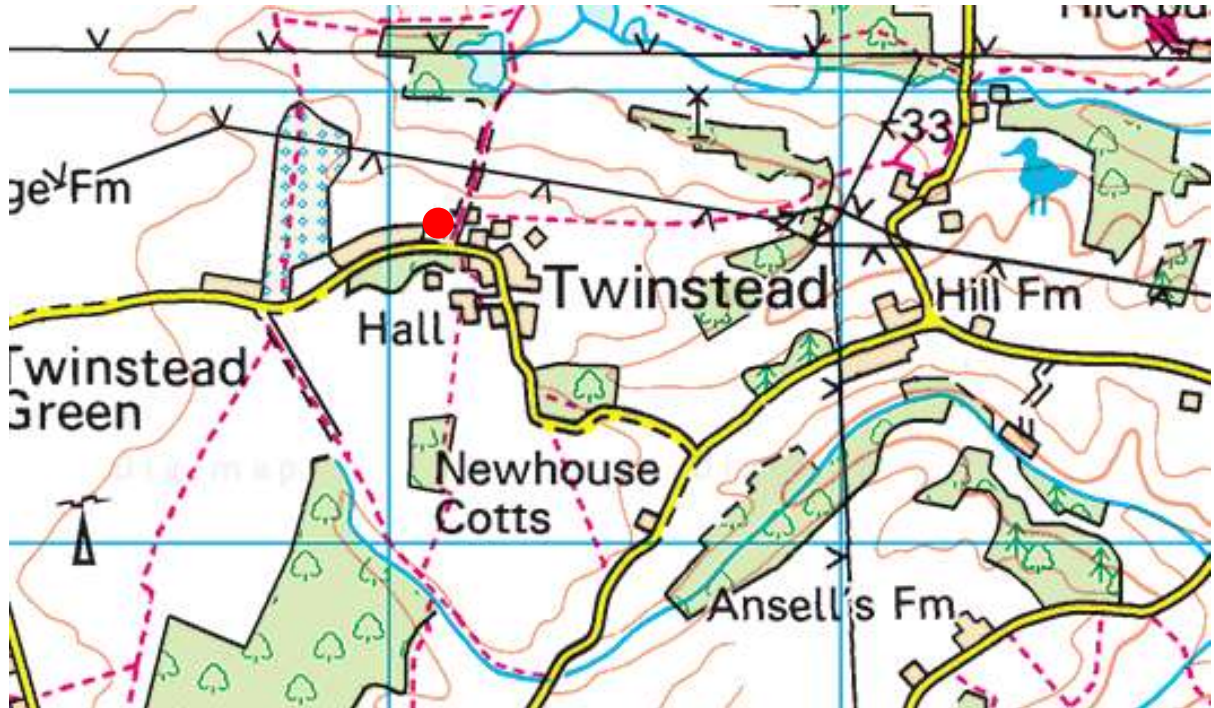 33
ge Fm
Twinstead
Hall
Hill Fm
Twinstead
Green
Newhouse
Cotts
Ansell's Fm